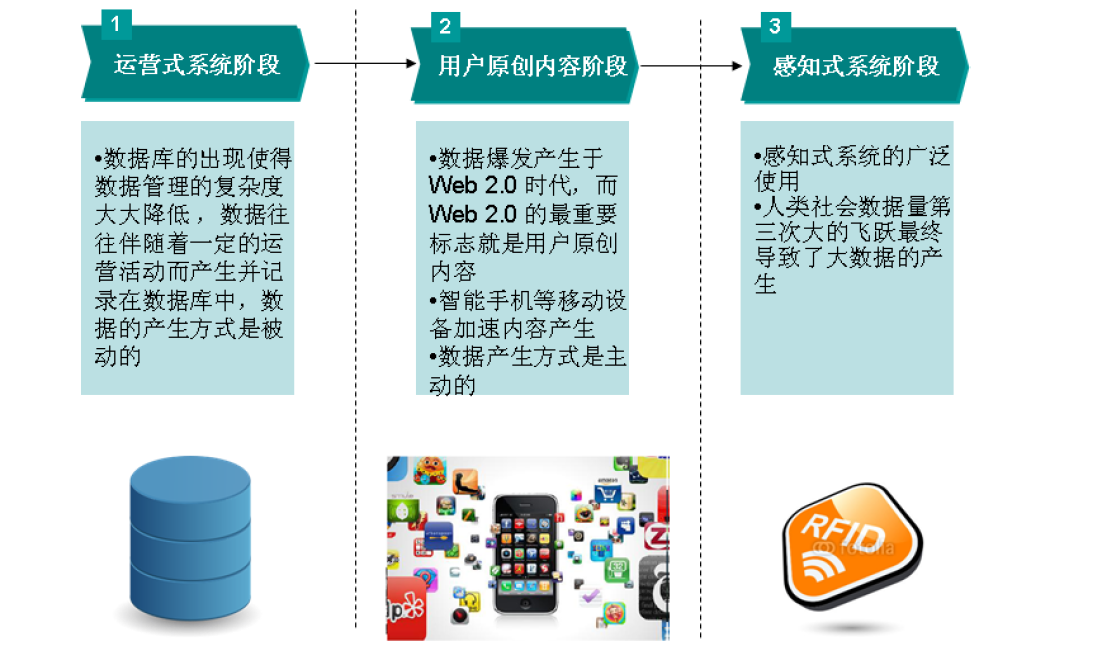 1
运营式系统阶段
•数据库的出现使得
数据管理的复杂度
大大降低，数据往
往伴随着一定的运
营活动而产生并记
录在数据库中，数
据的产生方式是被
动的
2
用户原创内容阶段
•数据爆发产生于
Web 2.0 时代，而
Web 2.0 的最重要
标志就是用户原创
内容
•智能手机等移动设
备加速内容产生
•数据产生方式是主
动的
3
感知式系统阶段
•感知式系统的广泛
使用
•人类社会数据量第
三次大的飞跃最终
导致了大数据的产
生
RFID
fotolia